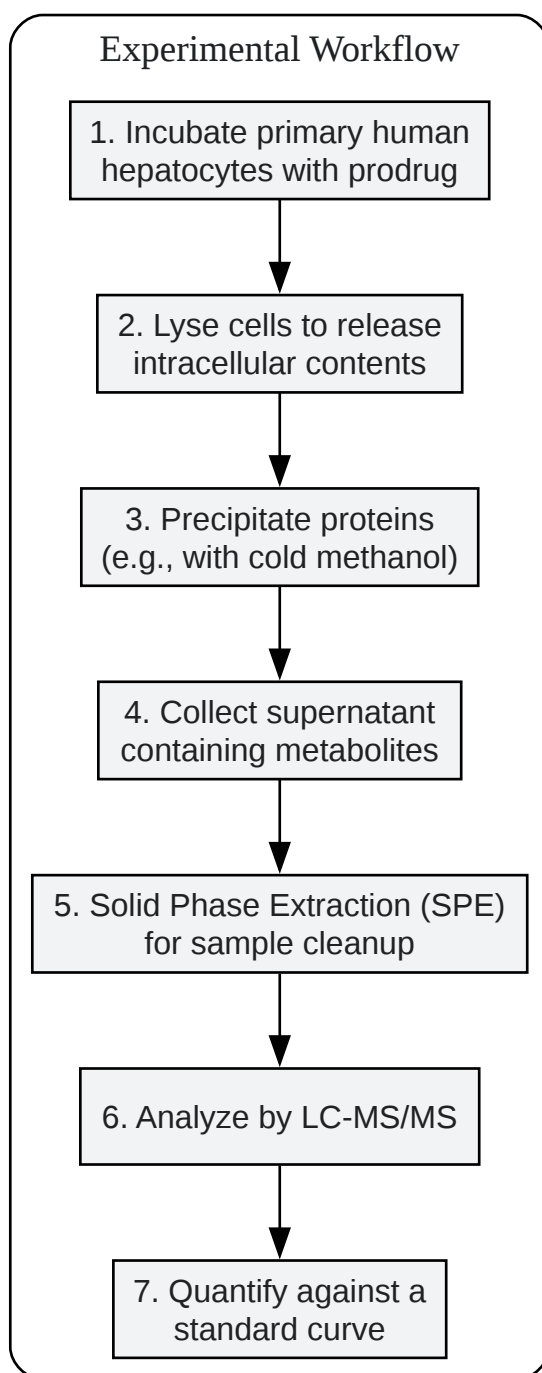 Experimental Workflow
1. Incubate primary human
hepatocytes with prodrug
2. Lyse cells to release
intracellular contents
3. Precipitate proteins
(e.g., with cold methanol)
4. Collect supernatant
containing metabolites
5. Solid Phase Extraction (SPE)
for sample cleanup
6. Analyze by LC-MS/MS
7. Quantify against a
standard curve